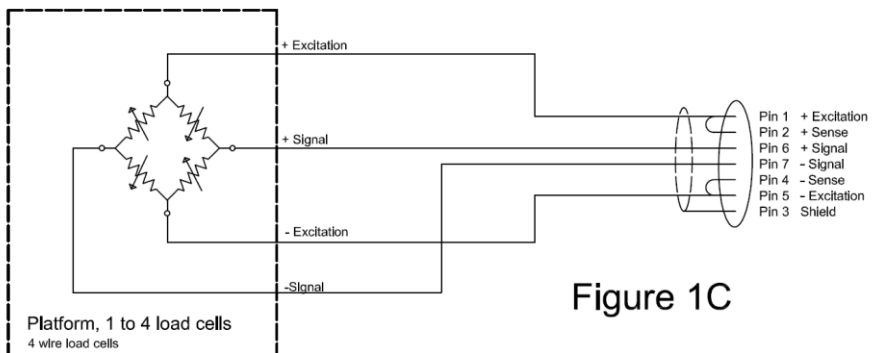 + Excitation
+ Signal
- Excitation
-Signal
Platform, 1 to 4 load cells
4 wire load cells
Pin 1 + Excitation
Pin 2 + Sense
Pin 6 + Signal
Pin 7 - Signal
Pin 4 - Sense
Pin 5 - Excitation
Pin 3 Shield
Figure 1C